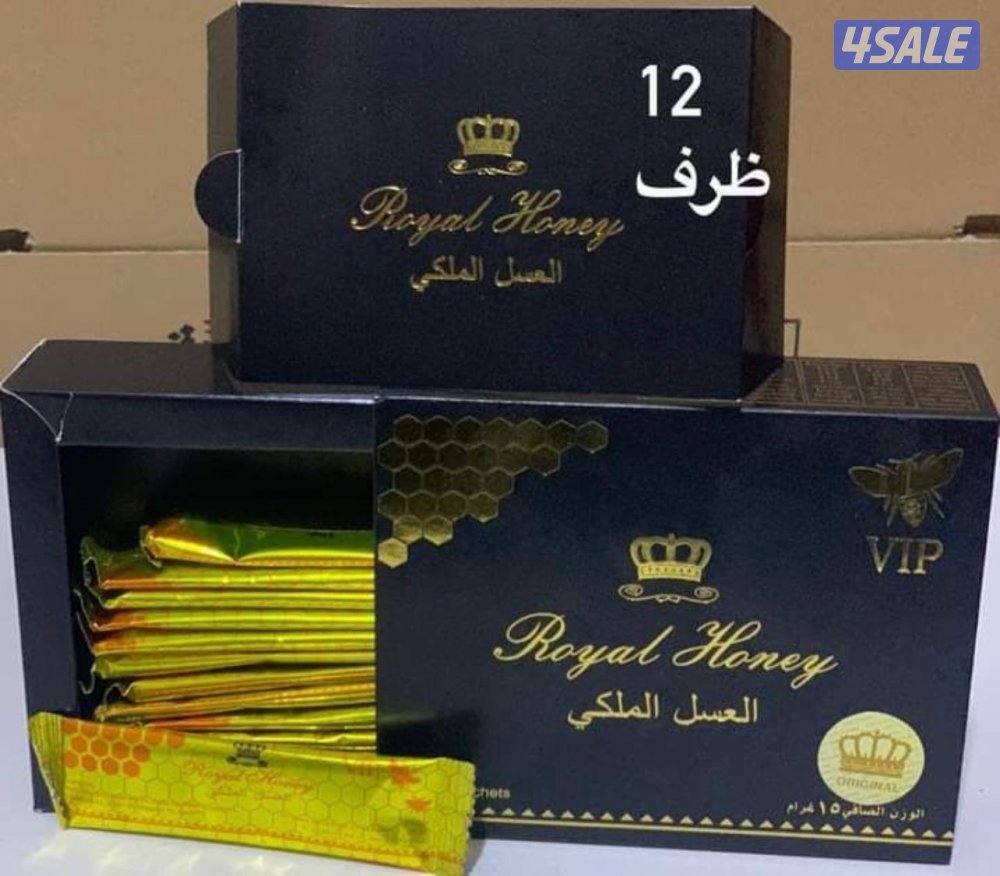 4SALE
12
ظرف
Royal Honey
العسل الملكي
VIP
Royal Honey
العسل الملكي
ORIGINAL
الوزن الصافي ١٥ غرام
chets
Royal Honey
VIP